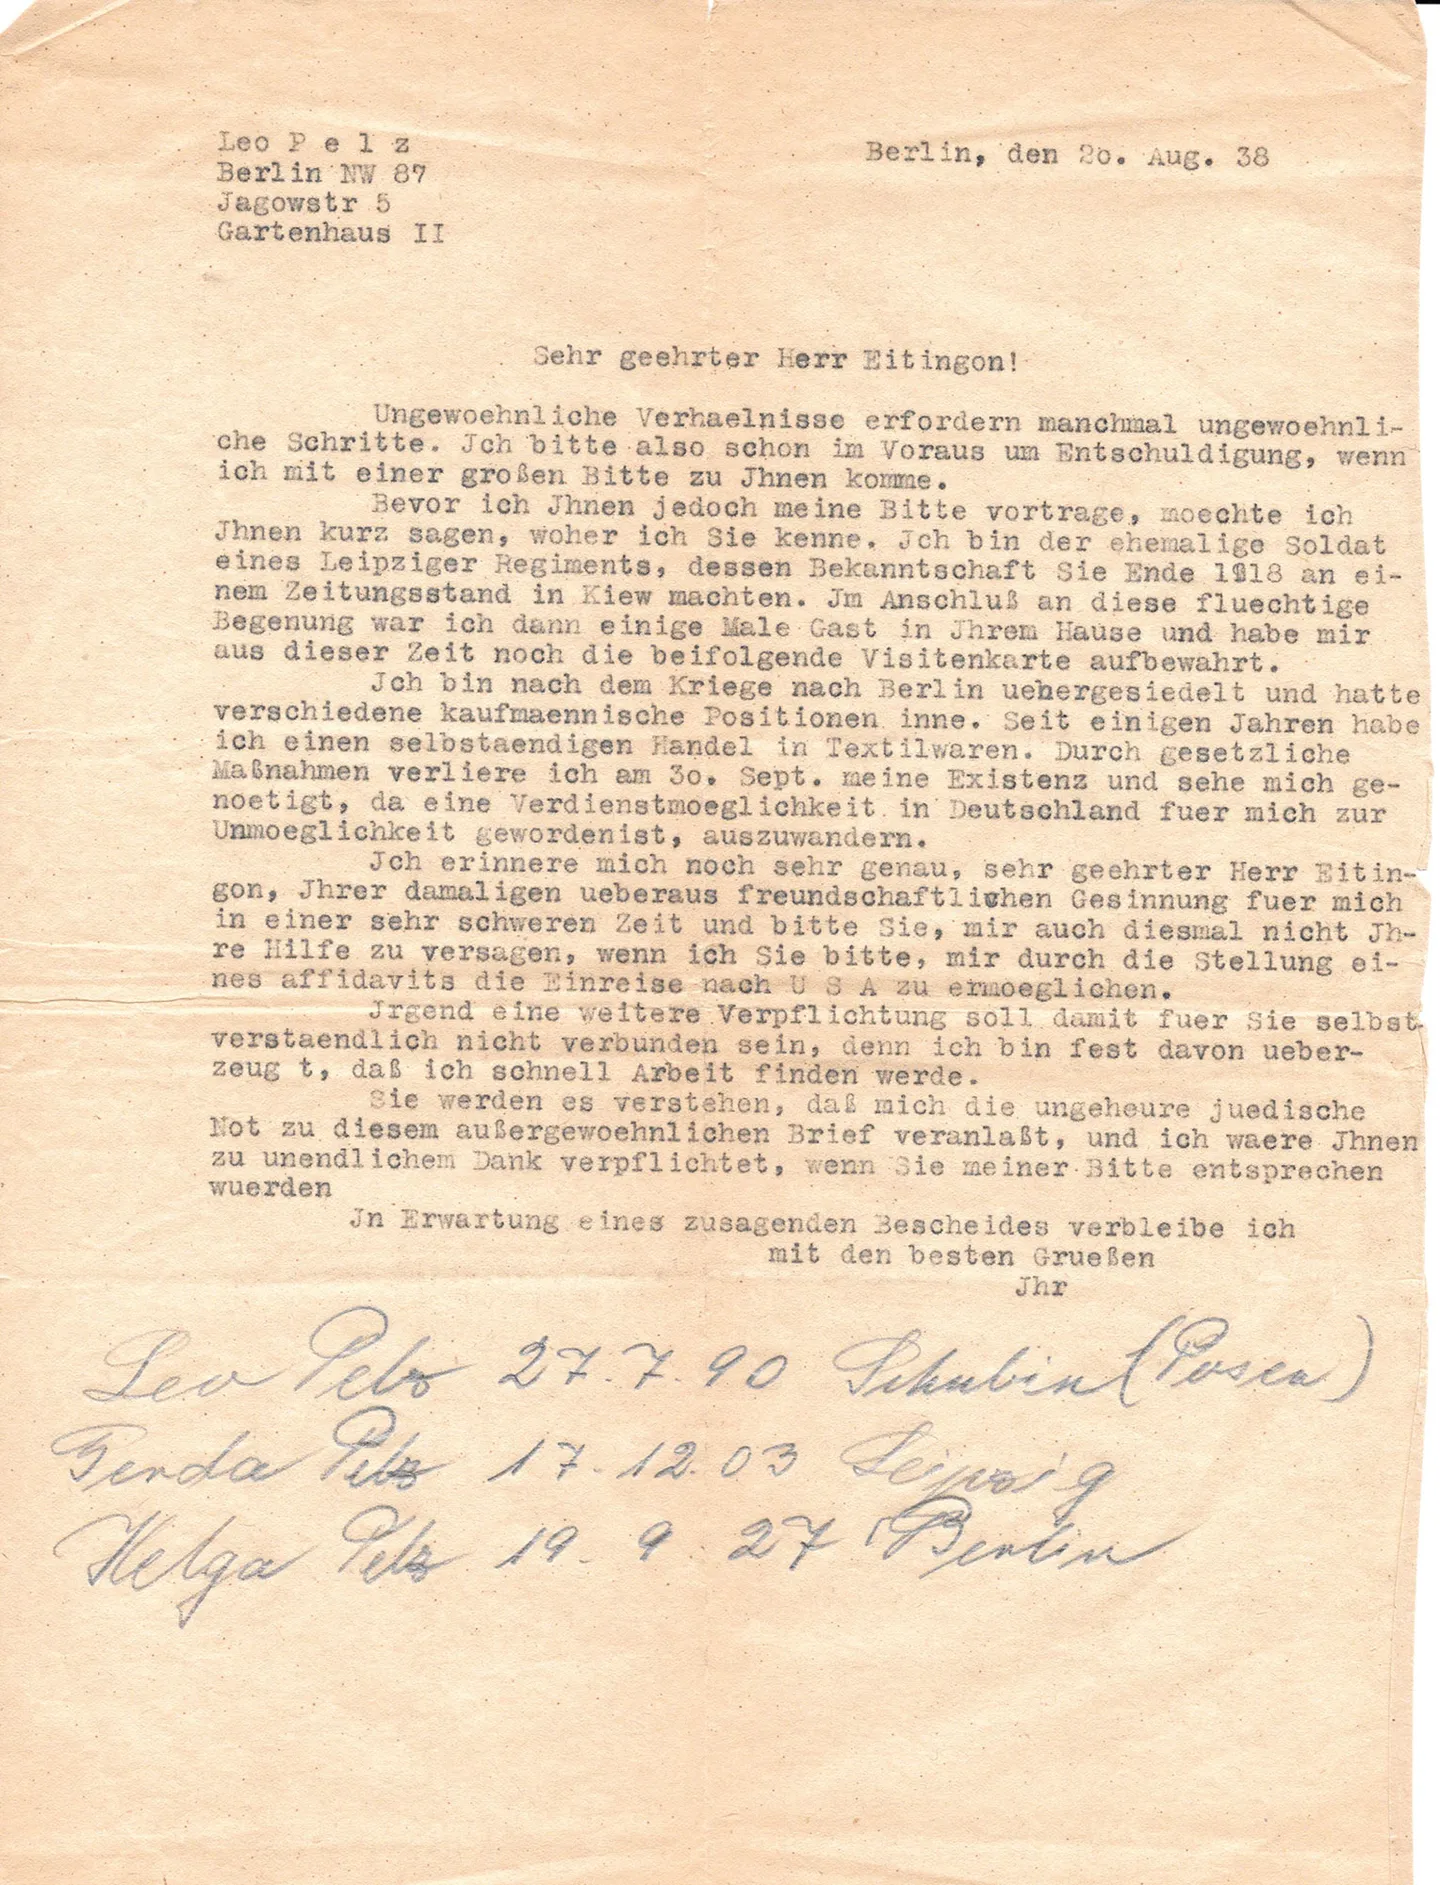 Leo P e l z
Berlin NW 87
Jagowstr 5
Gartenhaus II
Berlin, den 2o. Aug. 38
Sehr geehrter Herr Eitingon!
Ungewoehnliche Verhaelnisse erfordern manchmal ungewoehnli-
che Schritte. Jch bitte also schon im Voraus um Entschuldigung, wenn
ich mit einer großen Bitte zu Jhnen komme.
Bevor ich Jhnen jedoch meine Bitte vortrage, moechte ich
Jhnen kurz sagen, woher ich Sie kenne. Jch bin der ehemalige Soldat
eines Leipziger Regiments, dessen Bekanntschaft Sie Ende 1918 an ei-
nem Zeitungsstand in Kiew machten. Jm Anschluß an diese fluechtige
Begenung war ich dann einige Male Gast in Jhrem Hause und habe mir
aus dieser Zeit noch die beifolgende Visitenkarte aufbewahrt.
Jch bin nach dem Kriege nach Berlin uebergesiedelt und hatte
verschiedene kaufmaennische Positionen inne. Seit einigen Jahren habe
ich einen selbstaendigen Handel in Textilwaren. Durch gesetzliche
Maßnahmen verliere ich am 3o. Sept. meine Existenz und sehe mich ge-
noetigt, da eine Verdienstmoeglichkeit in Deutschland fuer mich zur
Unmoeglichkeit gewordenist, auszuwandern.
Jch erinnere mich noch sehr genau, sehr geehrter Herr Eitin-
gon, Jhrer damaligen ueberaus freundschaftlichen Gesinnung fuer mich
in einer sehr schweren Zeit und bitte Sie, mir auch diesmal nicht Jh-
re Hilfe zu versagen, wenn ich Sie bitte, mir durch die Stellung ei-
nes affidavits die Einreise nach U S A zu ermoeglichen.
Jrgend eine weitere Verpflichtung soll damit fuer Sie selbst-
verstaendlich nicht verbunden sein, denn ich bin fest davon ueber-
zeug t, daß ich schnell Arbeit finden werde.
Sie werden es verstehen, daß mich die ungeheure juedische
Not zu diesem außergewoehnlichen Brief veranlaßt, und ich waere Jhnen
zu unendlichem Dank verpflichtet, wenn Sie meiner Bitte entsprechen
wuerden
Jn Erwartung eines zusagenden Bescheides verbleibe ich
mit den besten Grueßen
Jhr
Leo Pelz 27.7.90 Schubin (Posen)
Gerda Pelz 17.12.03 Leipzig
Helga Pelz 19.9.27 Berlin